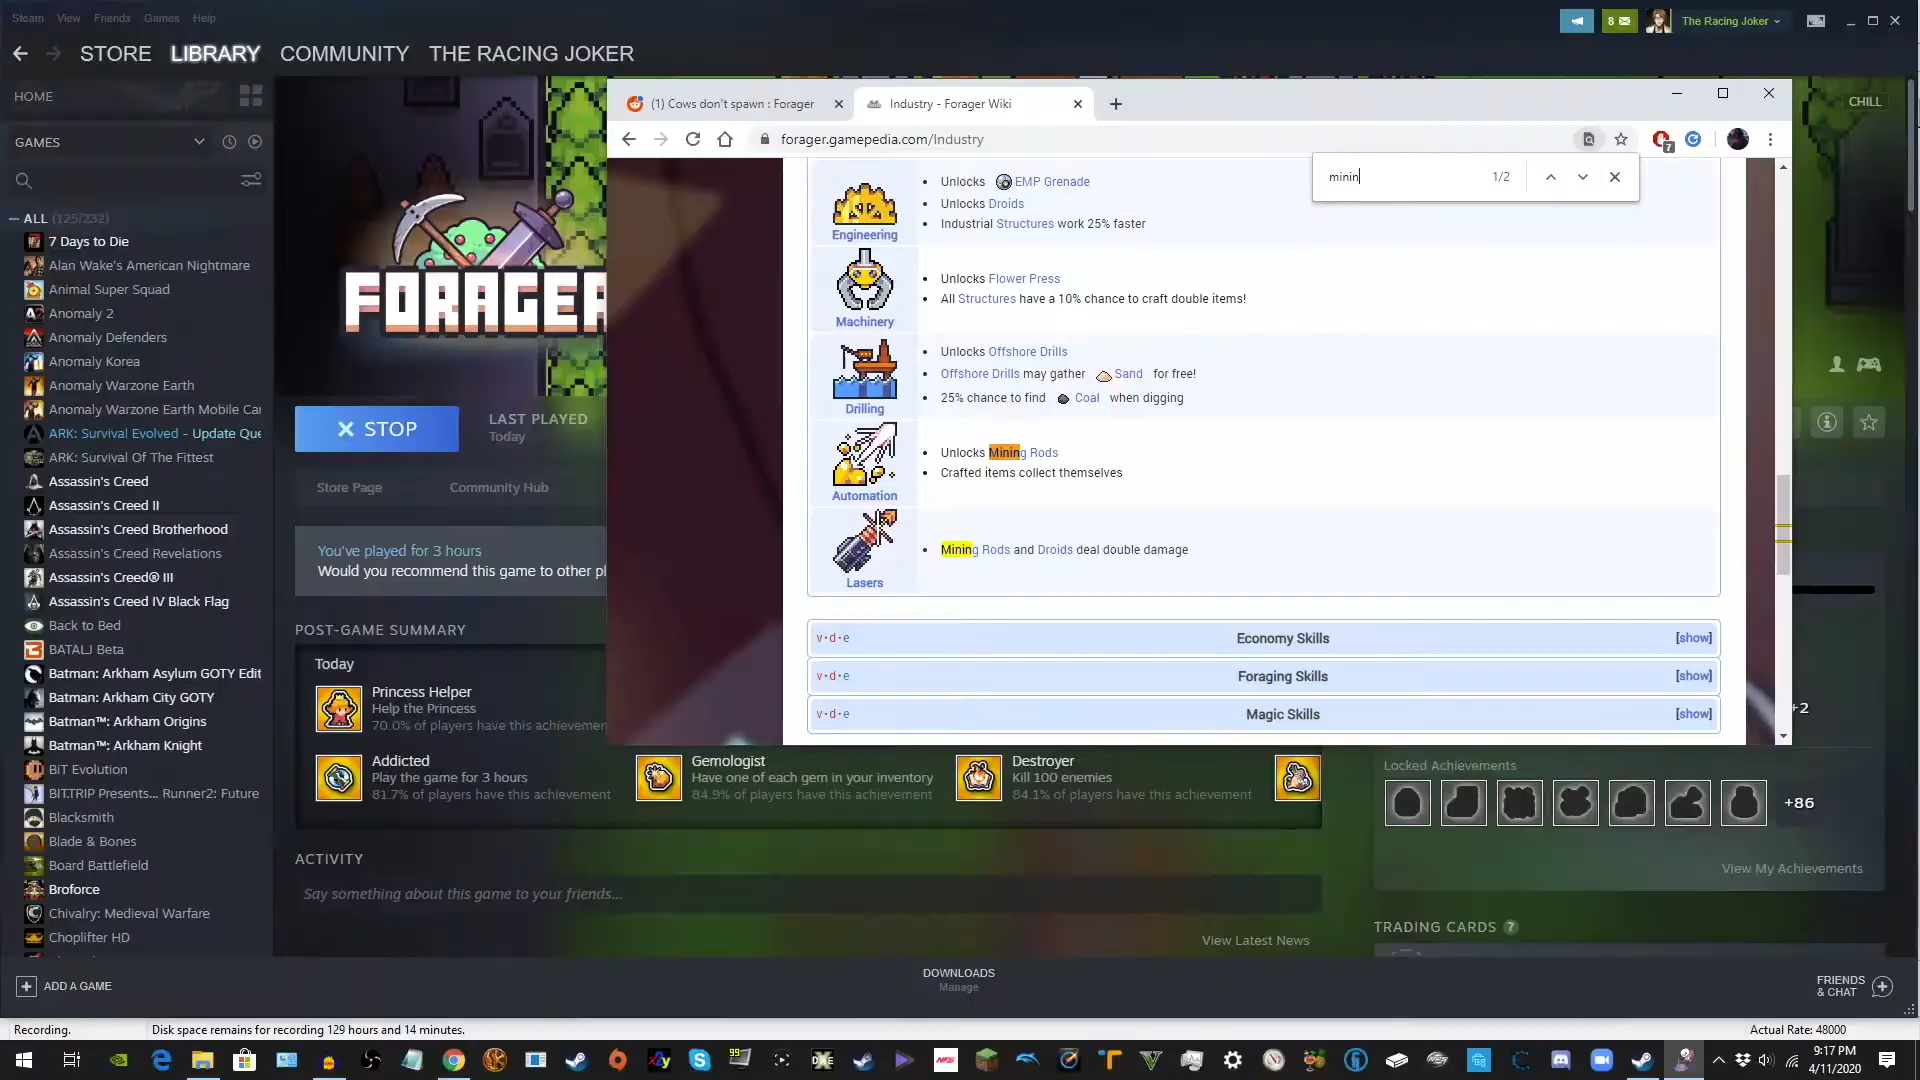 Steam View Friends Games Help
8
The Racing Joker
STORE LIBRARY COMMUNITY THE RACING JOKER
HOME
GAMES
ALL (125/232)
7 Days to Die
Alan Wake's American Nightmare
Animal Super Squad
Anomaly 2
Anomaly Defenders
Anomaly Korea
Anomaly Warzone Earth
Anomaly Warzone Earth Mobile Car
ARK: Survival Evolved - Update Que
ARK: Survival Of The Fittest
Assassin's Creed
Assassin's Creed II
Assassin's Creed Brotherhood
Assassin's Creed Revelations
Assassin's Creed® III
Assassin's Creed IV Black Flag
Back to Bed
BATALJ Beta
Batman: Arkham Asylum GOTY Edit
Batman: Arkham City GOTY
Batman™: Arkham Origins
Batman™: Arkham Knight
BiT Evolution
BIT.TRIP Presents... Runner2: Future
Blacksmith
Blade & Bones
Board Battlefield
Broforce
Chivalry: Medieval Warfare
Choplifter HD
ADD A GAME
FORAGER
STOP
LAST PLAYED
Today
Store Page Community Hub
You've played for 3 hours
Would you recommend this game to other pl
POST-GAME SUMMARY
Today
Princess Helper
Help the Princess
70.0% of players have this achievement
Addicted
Play the game for 3 hours
81.7% of players have this achievement
Gemologist
Have one of each gem in your inventory
84.9% of players have this achievement
Destroyer
Kill 100 enemies
84.1% of players have this achievement
ACTIVITY
Say something about this game to your friends...
View Latest News
(1) Cows don't spawn : Forager
Industry - Forager Wiki
forager.gamepedia.com/Industry
7
minin 1/2
Engineering
Unlocks EMP Grenade
Unlocks Droids
Industrial Structures work 25% faster
Machinery
Unlocks Flower Press
All Structures have a 10% chance to craft double items!
Drilling
Unlocks Offshore Drills
Offshore Drills may gather Sand for free!
25% chance to find Coal when digging
Automation
Unlocks Mining Rods
Crafted items collect themselves
Lasers
Mining Rods and Droids deal double damage
v·d·e Economy Skills [show]
v·d·e Foraging Skills [show]
v·d·e Magic Skills [show]
CHILL
+2
Locked Achievements
+86
View My Achievements
TRADING CARDS ?
DOWNLOADS
Manage
FRIENDS
& CHAT
Recording. Disk space remains for recording 129 hours and 14 minutes. Actual Rate: 48000
9:17 PM
4/11/2020